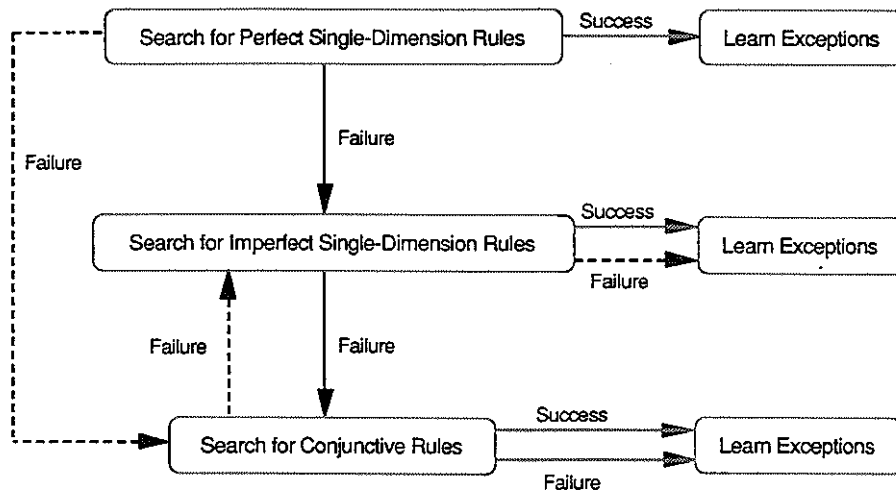 Search for Perfect Single-Dimension Rules
Success
Learn Exceptions
Failure
Failure
Search for Imperfect Single-Dimension Rules
Success
Failure
Learn Exceptions
Failure
Failure
Search for Conjunctive Rules
Success
Failure
Learn Exceptions